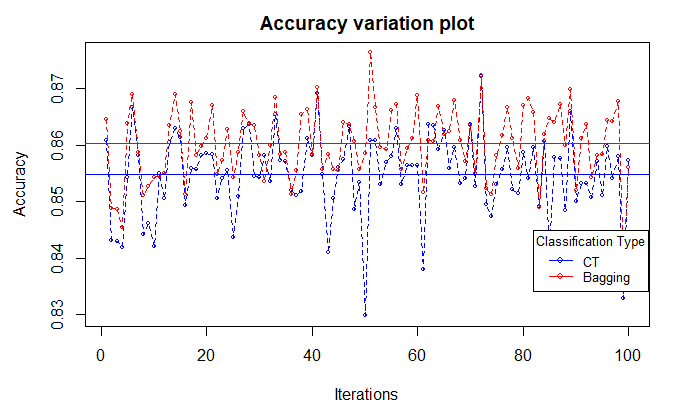 Accuracy variation plot
Accuracy
0.87
0.86
0.85
0.84
0.83
Classification Type
CT
Bagging
0 20 40 60 80 100
Iterations